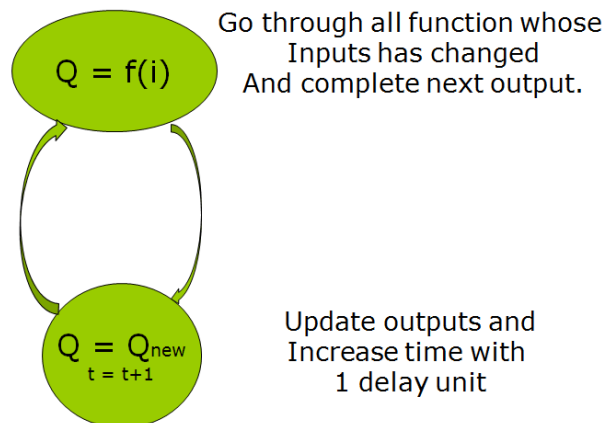 Q = f(i)
Go through all function whose
Inputs has changed
And complete next output.
Q = Qnew
t = t+1
Update outputs and
Increase time with
1 delay unit